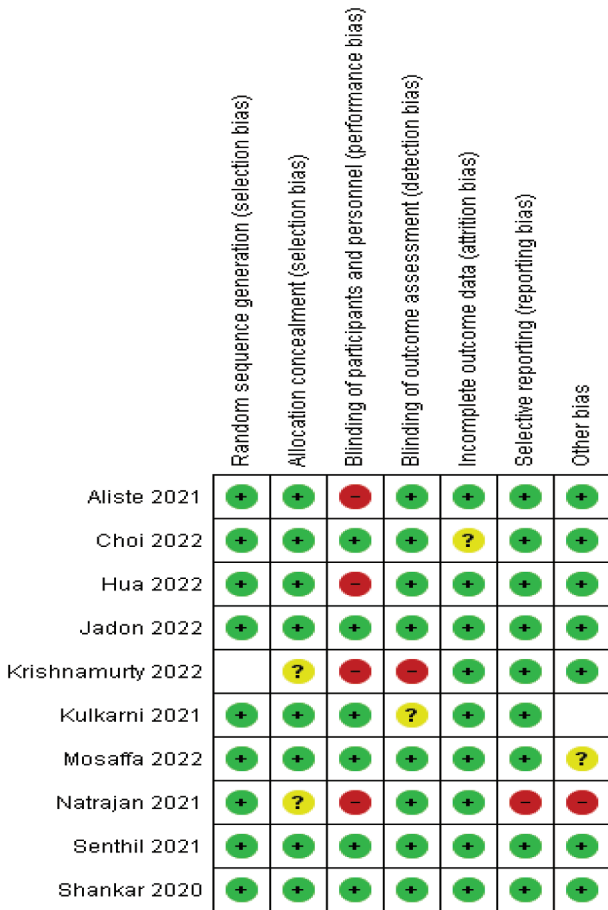 Random sequence generation (selection bias)
Allocation concealment (selection bias)
Blinding of participants and personnel (performance bias)
Blinding of outcome assessment (detection bias)
Incomplete outcome data (attrition bias)
Selective reporting (reporting bias)
Other bias
Aliste 2021 + + - + + + +
Choi 2022 + + + + ? + +
Hua 2022 + + - + + + +
Jadon 2022 + + + + + + +
Krishnamurty 2022 ? - - + + +
Kulkarni 2021 + + + ? + +
Mosaffa 2022 + + + + + + ?
Natrajan 2021 + ? - + + - -
Senthil 2021 + + + + + + +
Shankar 2020 + + + + + + +